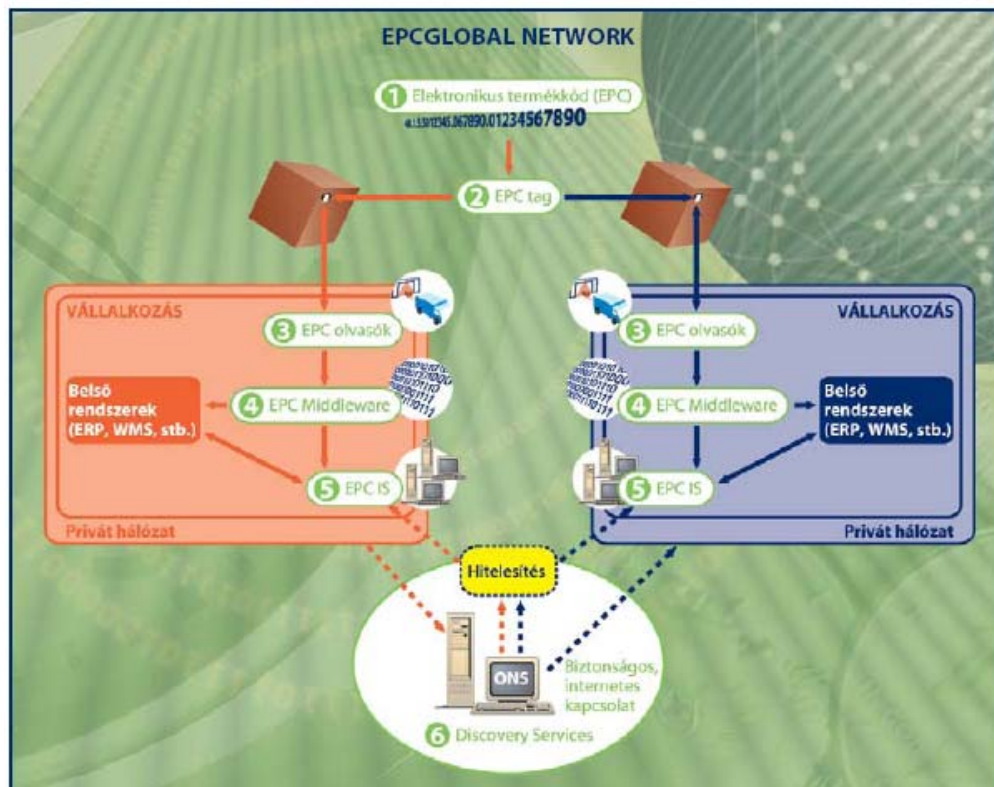 EPCGLOBAL NETWORK
1 Elektronikus termékkód (EPC)
2 EPC tag
VÁLLALKOZÁS
3 EPC olvasók
4 EPC Middleware
Belső
rendszerek
(ERP, WMS, stb.)
5 EPC IS
Privát hálózat
VÁLLALKOZÁS
3 EPC olvasók
4 EPC Middleware
Belső
rendszerek
(ERP, WMS, stb.)
5 EPC IS
Privát hálózat
Hitelesítés
ONS
Biztonságos,
internetes
kapcsolat
6 Discovery Services